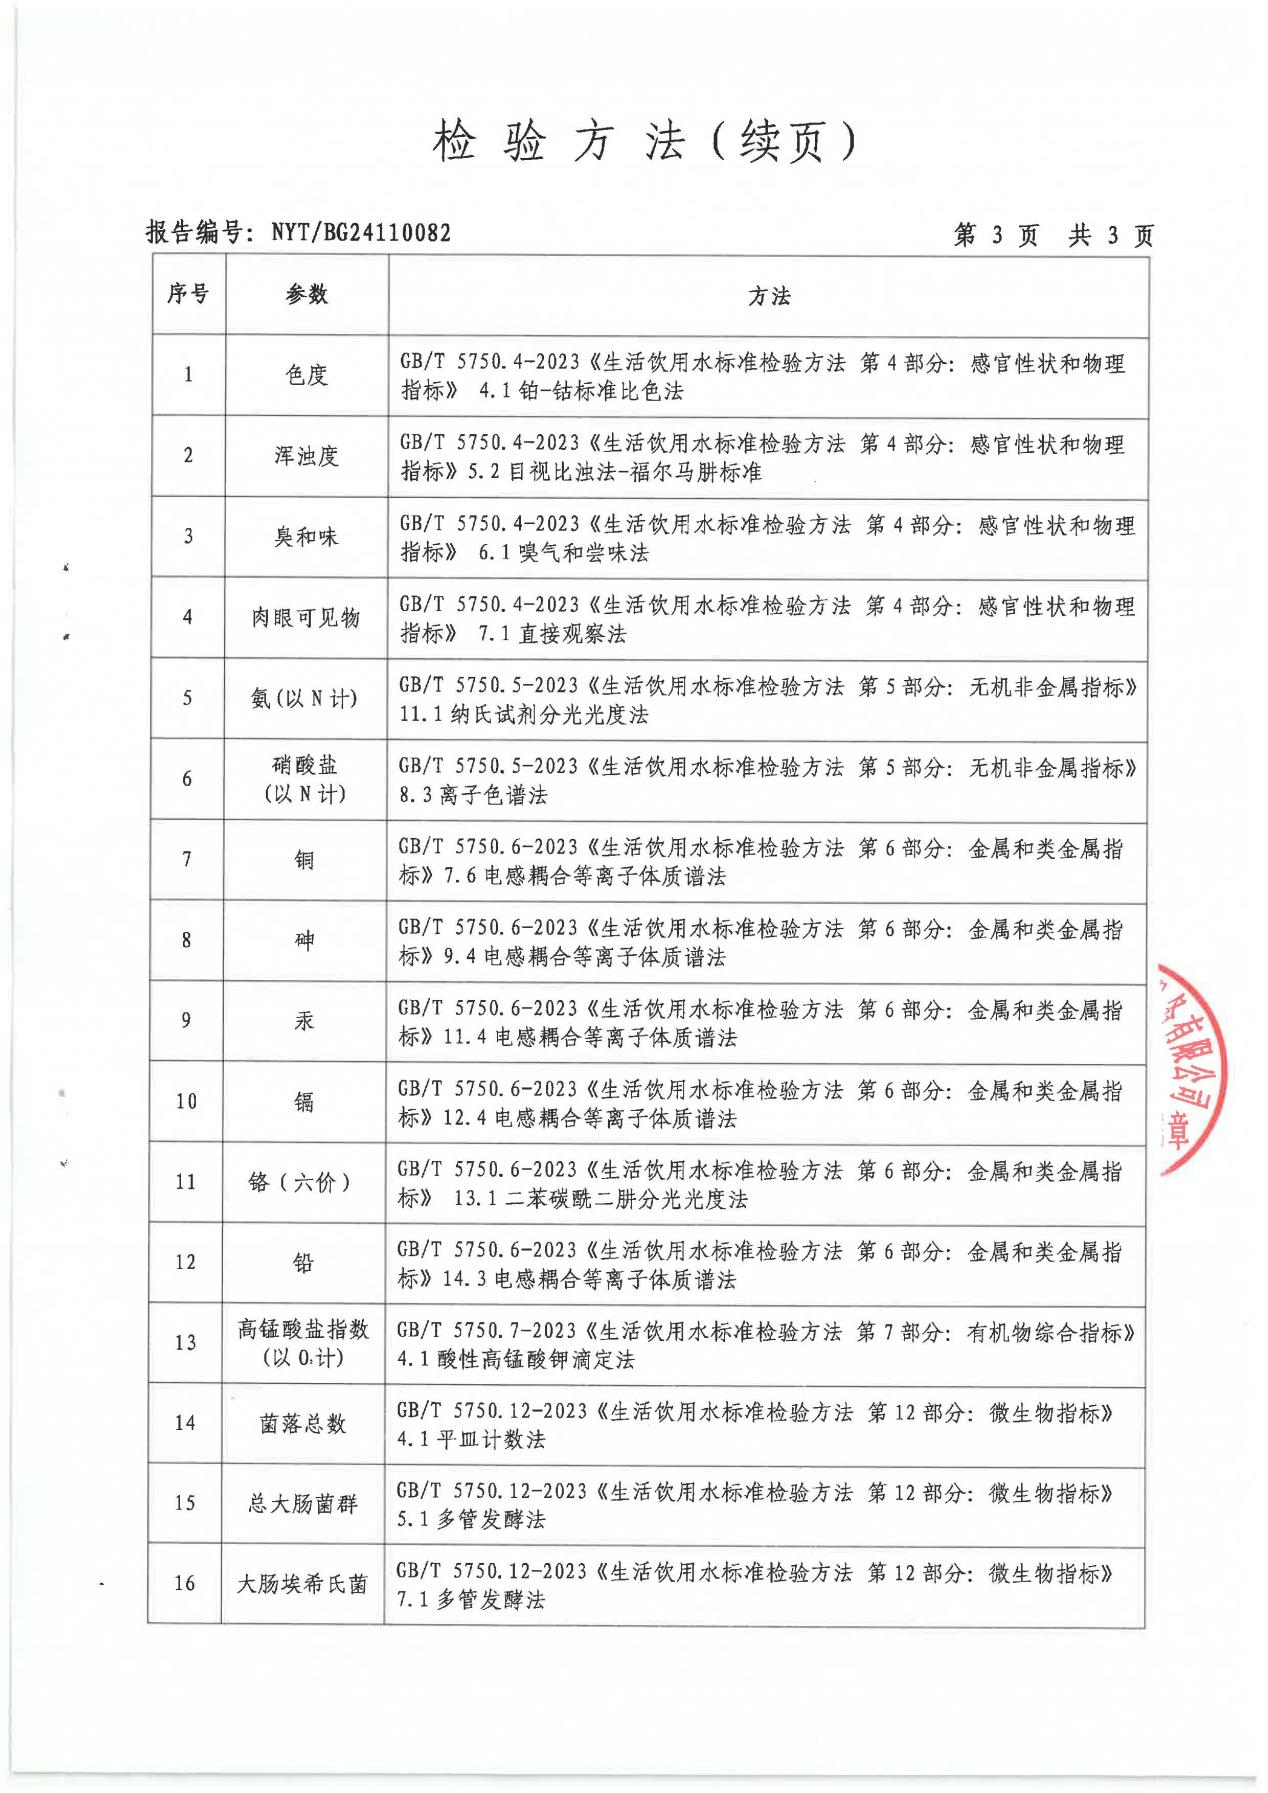 检验方法(续页)
报告编号: NYT/BG24110082
第 3 页 共 3 页
序号 参数 方法
1 色度 GB/T 5750.4-2023《生活饮用水标准检验方法 第 4 部分: 感官性状和物理
指标》 4.1 铂-钴标准比色法
2 浑浊度 GB/T 5750.4-2023《生活饮用水标准检验方法 第 4 部分: 感官性状和物理
指标》5.2 目视比浊法-福尔马肼标准
3 臭和味 GB/T 5750.4-2023《生活饮用水标准检验方法 第 4 部分: 感官性状和物理
指标》 6.1 嗅气和尝味法
4 肉眼可见物 GB/T 5750.4-2023《生活饮用水标准检验方法 第 4 部分: 感官性状和物理
指标》 7.1 直接观察法
5 氨(以 N 计) GB/T 5750.5-2023《生活饮用水标准检验方法 第 5 部分: 无机非金属指标》
11.1 纳氏试剂分光光度法
6 硝酸盐 GB/T 5750.5-2023《生活饮用水标准检验方法 第 5 部分: 无机非金属指标》
(以 N 计) 8.3 离子色谱法
7 铜 GB/T 5750.6-2023《生活饮用水标准检验方法 第 6 部分: 金属和类金属指
标》7.6 电感耦合等离子体质谱法
8 砷 GB/T 5750.6-2023《生活饮用水标准检验方法 第 6 部分: 金属和类金属指
标》9.4 电感耦合等离子体质谱法
9 汞 GB/T 5750.6-2023《生活饮用水标准检验方法 第 6 部分: 金属和类金属指
标》11.4 电感耦合等离子体质谱法
10 镉 GB/T 5750.6-2023《生活饮用水标准检验方法 第 6 部分: 金属和类金属指
标》12.4 电感耦合等离子体质谱法
11 铬(六价) GB/T 5750.6-2023《生活饮用水标准检验方法 第 6 部分: 金属和类金属指
标》 13.1 二苯碳酰二肼分光光度法
12 铅 GB/T 5750.6-2023《生活饮用水标准检验方法 第 6 部分: 金属和类金属指
标》14.3 电感耦合等离子体质谱法
13 高锰酸盐指数 GB/T 5750.7-2023《生活饮用水标准检验方法 第 7 部分: 有机物综合指标》
(以 O₂计) 4.1 酸性高锰酸钾滴定法
14 菌落总数 GB/T 5750.12-2023《生活饮用水标准检验方法 第 12 部分: 微生物指标》
4.1 平皿计数法
15 总大肠菌群 GB/T 5750.12-2023《生活饮用水标准检验方法 第 12 部分: 微生物指标》
5.1 多管发酵法
16 大肠埃希氏菌 GB/T 5750.12-2023《生活饮用水标准检验方法 第 12 部分: 微生物指标》
7.1 多管发酵法
有限公司
章